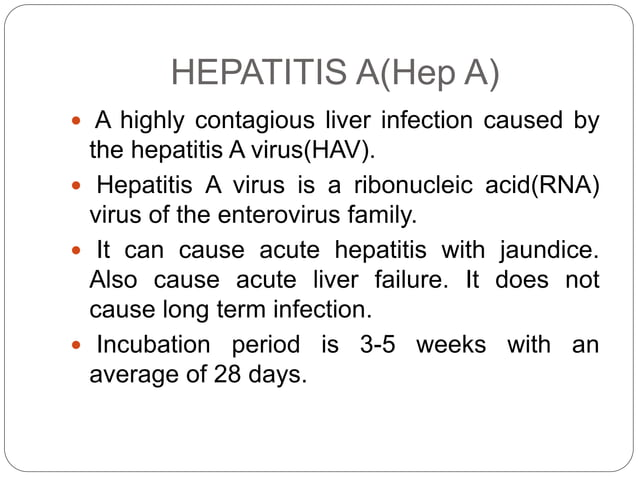 HEPATITIS A(Hep A)
• A highly contagious liver infection caused by
the hepatitis A virus(HAV).
• Hepatitis A virus is a ribonucleic acid(RNA)
virus of the enterovirus family.
• It can cause acute hepatitis with jaundice.
Also cause acute liver failure. It does not
cause long term infection.
• Incubation period is 3-5 weeks with an
average of 28 days.